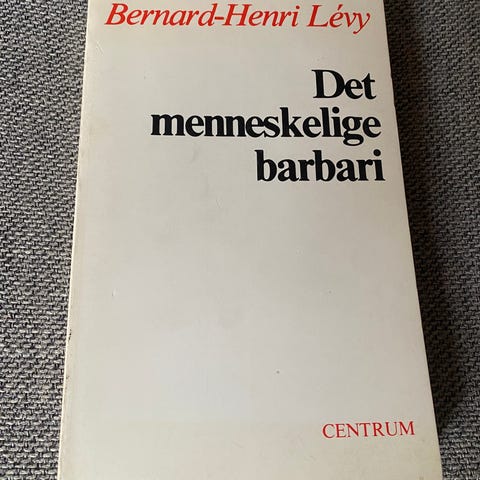 Bernard-Henri Lévy
Det
menneskelige
barbari
CENTRUM